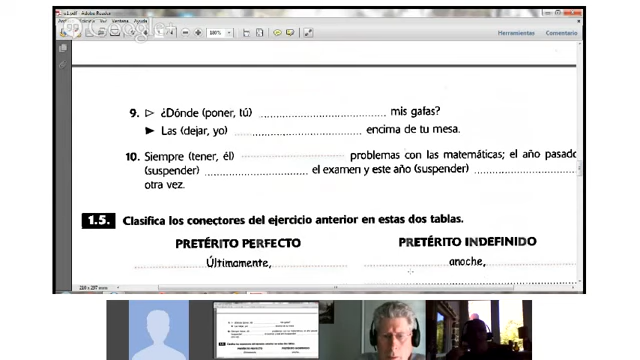 Herramientas
Comentario
100%
9. ▷ ¿Dónde (poner, tú) ........................................ mis gafas?
▶ Las (dejar, yo) ........................................ encima de tu mesa.
10. Siempre (tener, él) ................................ problemas con las matemáticas; el año pasado
(suspender) ................................ el examen y este año (suspender) ................................
otra vez.
1.5. Clasifica los conectores del ejercicio anterior en estas dos tablas.
PRETÉRITO PERFECTO
PRETÉRITO INDEFINIDO
Últimamente,
anoche,